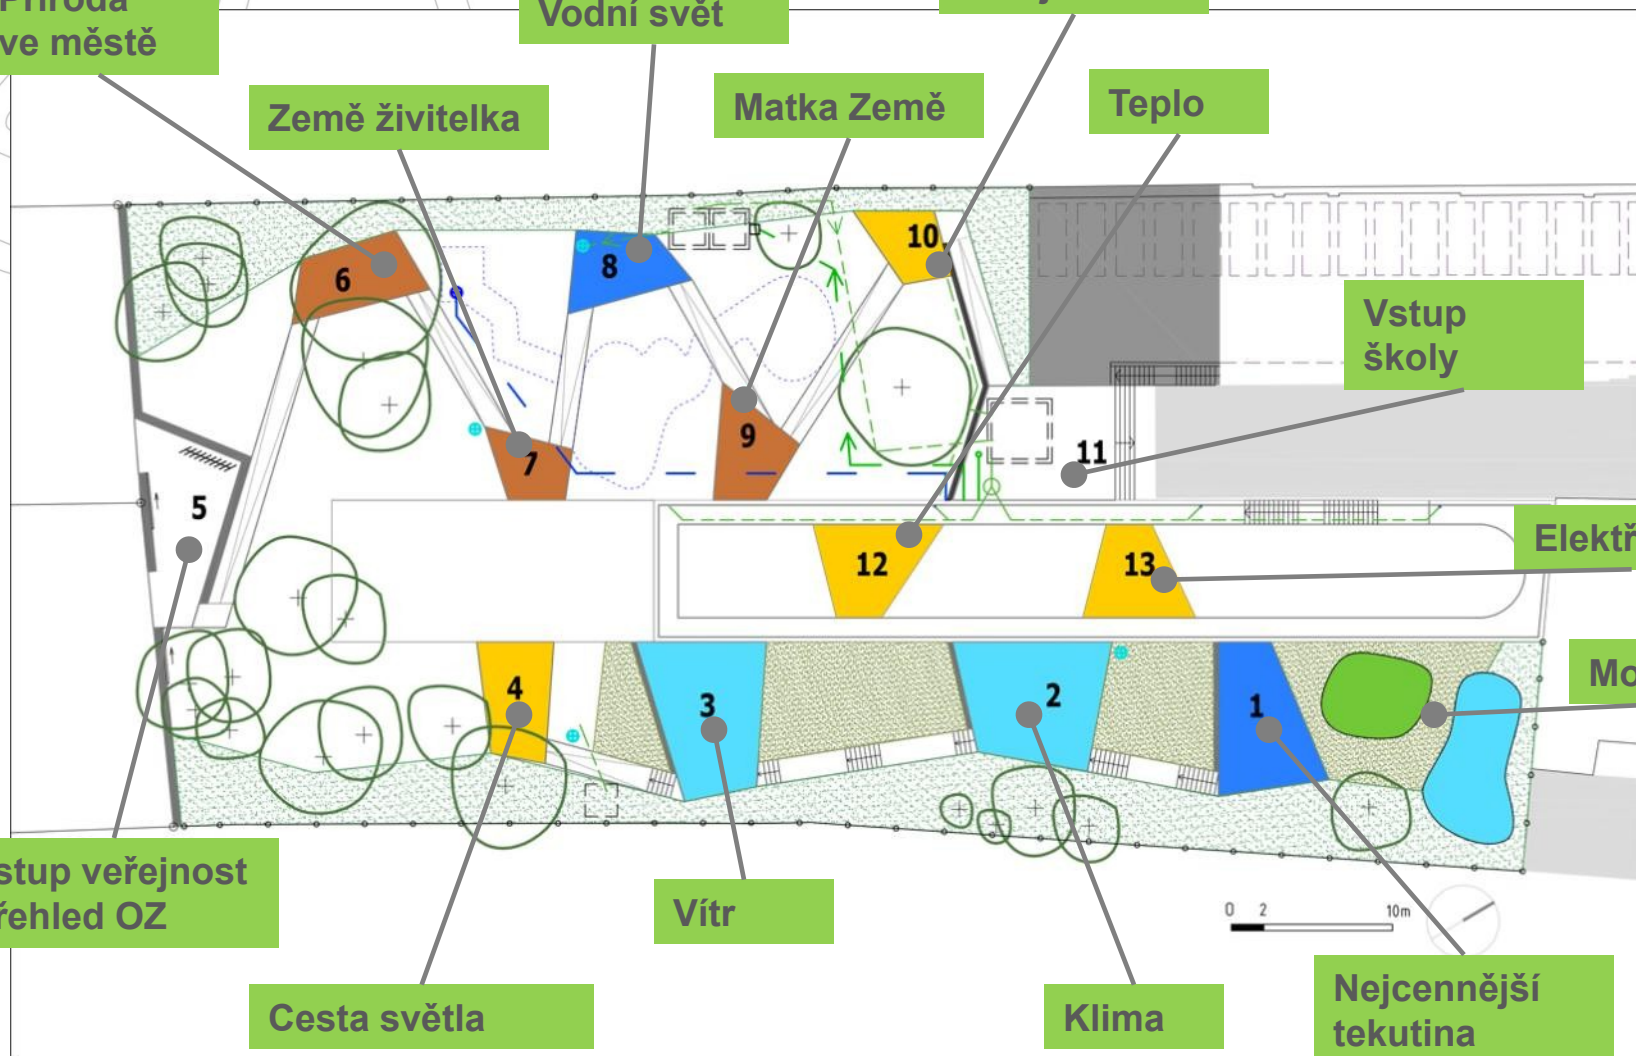 Příroda
ve městě
Vodní svět
Země živitelka
Matka Země
Teplo
Vstup
školy
10
8
6
9
11
7
5
12
13
Elektř
4
3
2
1
Mo
stup veřejnost
řehled OZ
Vítr
0 2 10m
Cesta světla
Klima
Nejcennější
tekutina